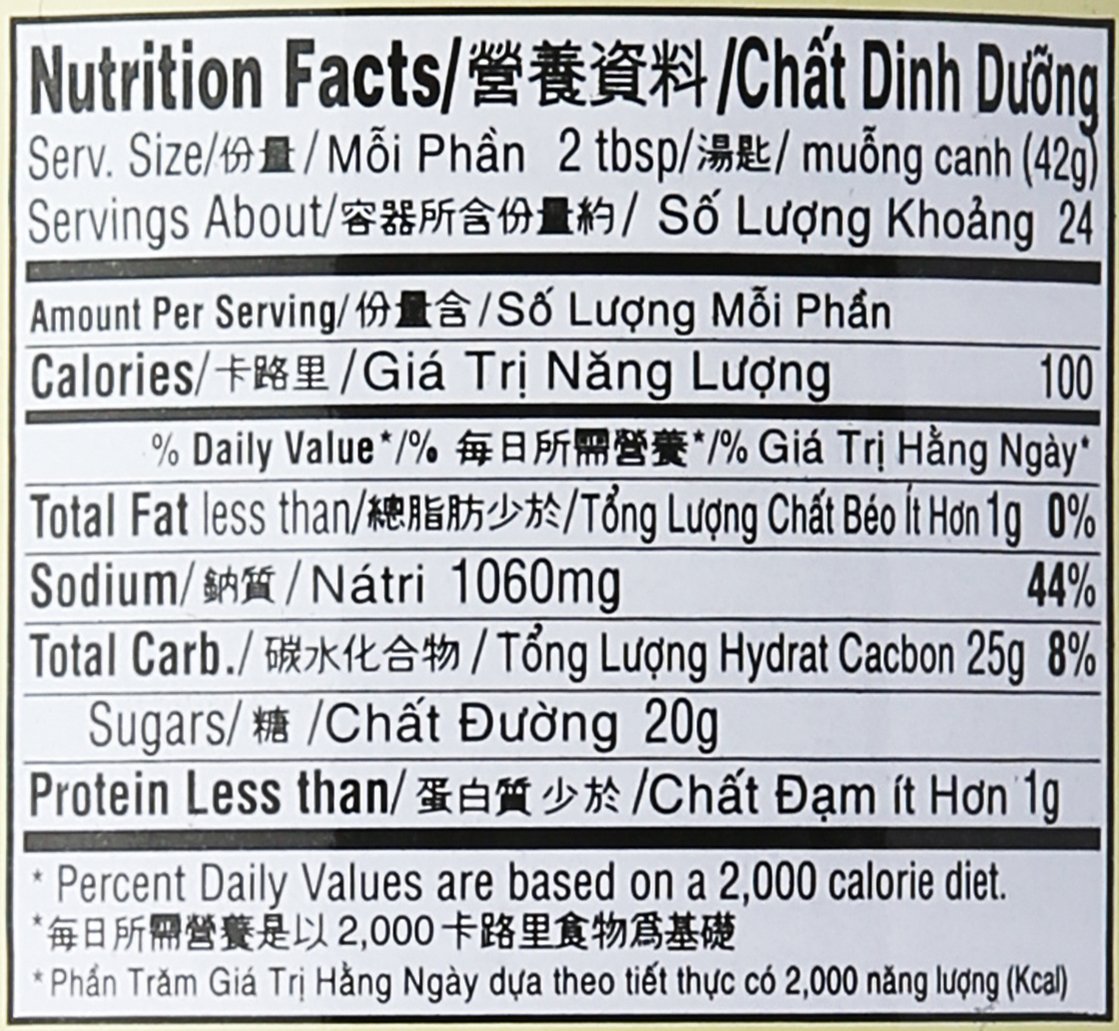 Nutrition Facts/營養資料/Chất Dinh Dưỡng
Serv. Size/份量/Mỗi Phần 2 tbsp/湯匙/ muỗng canh (42g)
Servings About/容器所含份量約/ Số Lượng Khoảng 24
Amount Per Serving/份量含/Số Lượng Mỗi Phần
Calories/卡路里/Giá Trị Năng Lượng 100
% Daily Value*/% 每日所需營養*/% Giá Trị Hằng Ngày*
Total Fat less than/總脂肪少於/Tổng Lượng Chất Béo Ít Hơn 1g 0%
Sodium/鈉質/Nátri 1060mg 44%
Total Carb./碳水化合物/Tổng Lượng Hydrat Cacbon 25g 8%
Sugars/糖/Chất Đường 20g
Protein Less than/蛋白質少於/Chất Đạm ít Hơn 1g
* Percent Daily Values are based on a 2,000 calorie diet.
*每日所需營養是以2,000卡路里食物爲基礎
*Phần Trăm Giá Trị Hằng Ngày dựa theo tiết thực có 2,000 năng lượng (Kcal)